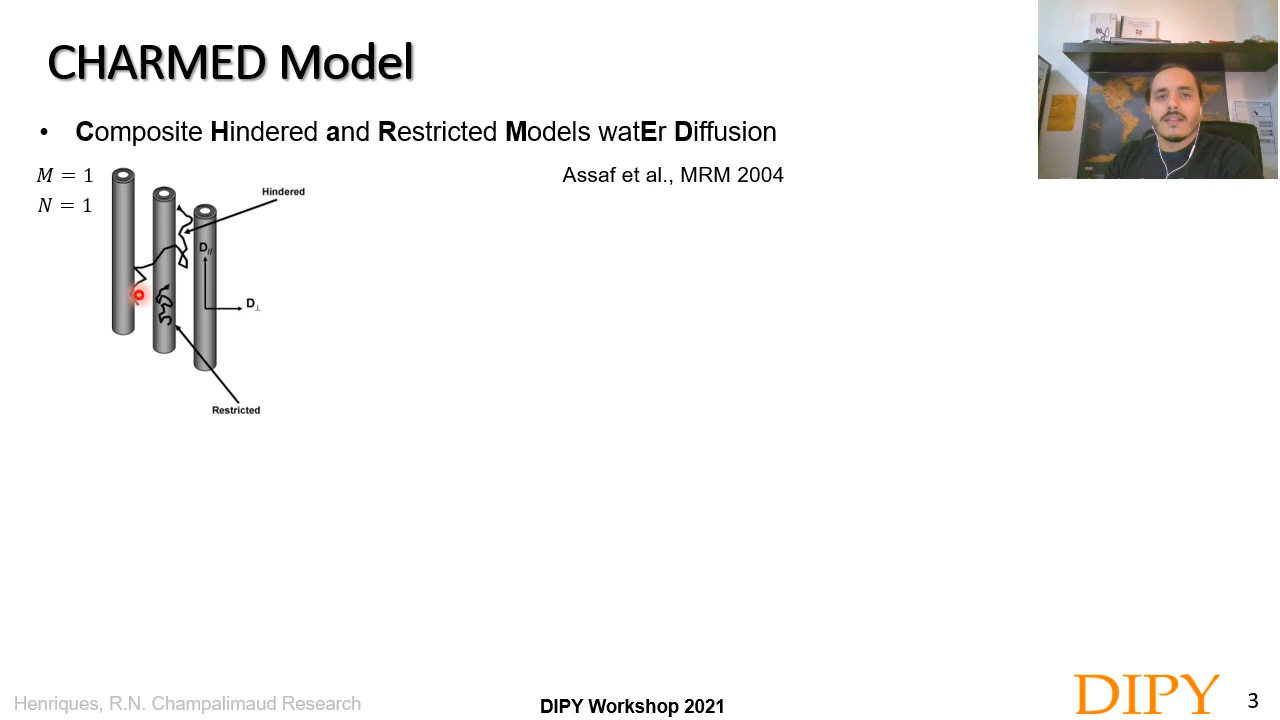 CHARMED Model
• Composite Hindered and Restricted Models watEr Diffusion
Assaf et al., MRM 2004
M = 1
N = 1
Hindered
D//
D⊥
Restricted
Henriques, R.N. Champalimaud Research
DIPY Workshop 2021
DIPY
3